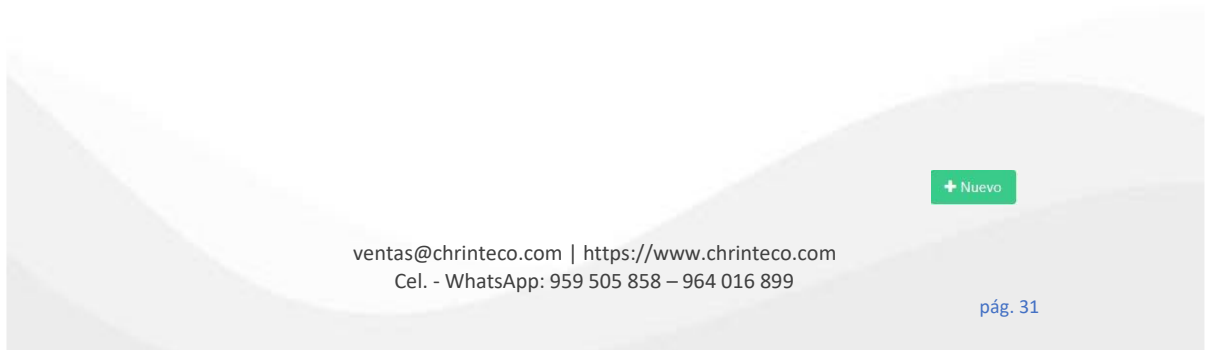 + Nuevo
ventas@chrinteco.com | https://www.chrinteco.com
Cel. - WhatsApp: 959 505 858 – 964 016 899
pág. 31